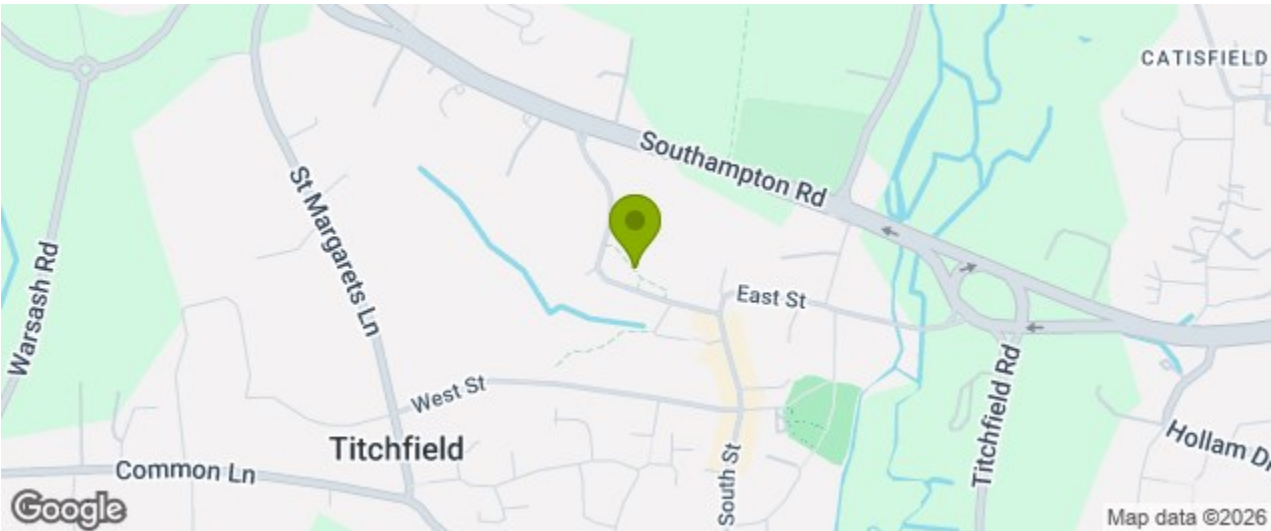 CATISFIELD
Southampton Rd
St Margarets Ln
Warsash Rd
East St
West St
Titchfield
Titchfield Rd
Hollam Dr
Common Ln
South St
Google
Map data ©2026